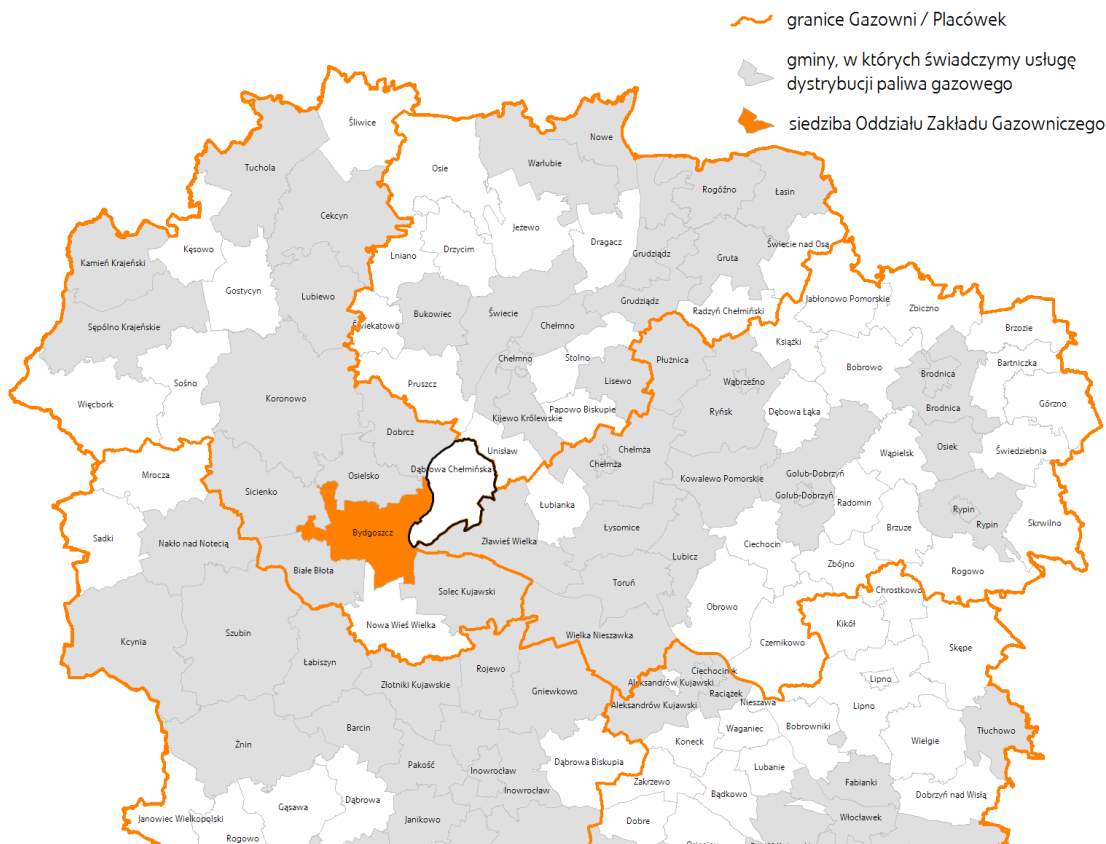 granice Gazowni / Placówek
gminy, w których świadczymy usługę
dystrybucji paliwa gazowego
siedziba Oddziału Zakładu Gazowniczego
Śliwice
Nowe
Warlubie
Tuchola
Osie
Rogóźno
Łasin
Cekcyn
Jeżewo
Dragacz
Świecie nad Osą
Kęsowo
Drzycim
Lniano
Grudziądz
Gruta
Kamień Krajeński
Gostycyn
Lubiewo
Jabłonowo Pomorskie
Zbiczno
Grudziądz
Radzyń Chełmiński
Bukowiec
Świecie
Świekatowo
Chełmno
Sępólno Krajeńskie
Brzozie
Książki
Chełmno
Stolno
Płużnica
Bartniczka
Bobrowo
Brodnica
Sośno
Pruszcz
Lisewo
Wąbrzeźno
Koronowo
Więcbork
Papowo Biskupie
Ryńsk
Dębowa Łąka
Brodnica
Górzno
Kijewo Królewskie
Dobrcz
Unisław
Chełmża
Osiek
Świedziebnia
Wąpielsk
Chełmża
Dąbrowa Chełmińska
Mrocza
Osielsko
Kowalewo Pomorskie
Golub-Dobrzyń
Sicienko
Golub-Dobrzyń
Radomin
Łubianka
Rypin
Bydgoszcz
Łysomice
Brzuze
Rypin
Skrwilno
Sadki
Nakło nad Notecią
Zławieś Wielka
Ciechocin
Lubicz
Zbójno
Rogowo
Białe Błota
Toruń
Solec Kujawski
Chrostkowo
Obrowo
Nowa Wieś Wielka
Kikół
Szubin
Wielka Nieszawka
Kcynia
Czernikowo
Skępe
Łabiszyn
Rojewo
Ciechocinek
Złotniki Kujawskie
Aleksandrów Kujawski
Lipno
Gniewkowo
Raciążek
Aleksandrów Kujawski
Nieszawa
Lipno
Barcin
Waganiec
Bobrowniki
Tłuchowo
Żnin
Koneck
Wielgie
Pakość
Dąbrowa Biskupia
Inowrocław
Lubanie
Zakrzewo
Fabianki
Inowrocław
Bądkowo
Dobrzyń nad Wisłą
Gąsawa
Dąbrowa
Janowiec Wielkopolski
Janikowo
Dobre
Włocławek
Rogowo